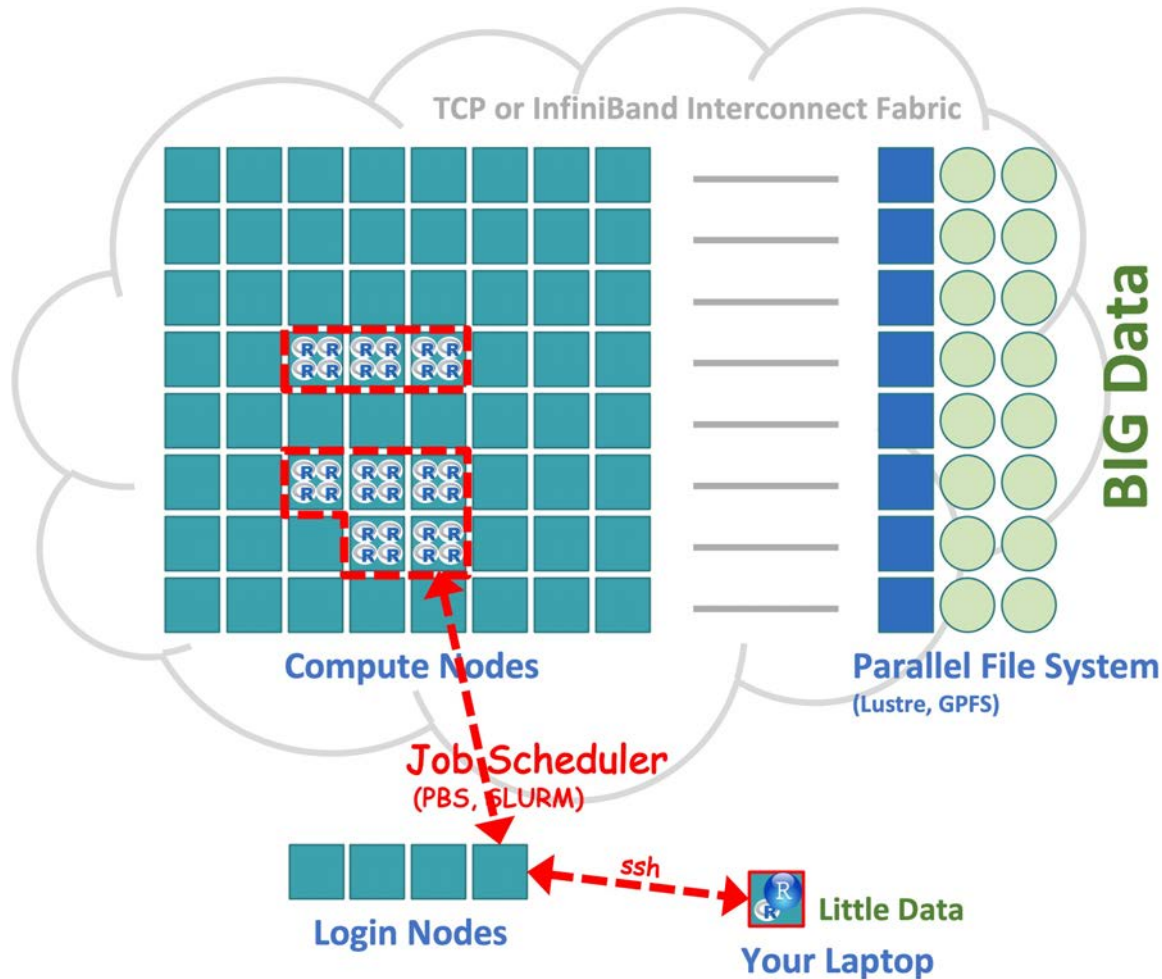 TCP or InfiniBand Interconnect Fabric
R R R R R R
R R R R R R
R R R R R R
R R R R R R
R R R R
R R R R
BIG Data
Compute Nodes
Parallel File System
(Lustre, GPFS)
Job Scheduler
(PBS, SLURM)
ssh
R
R
Little Data
Login Nodes
Your Laptop